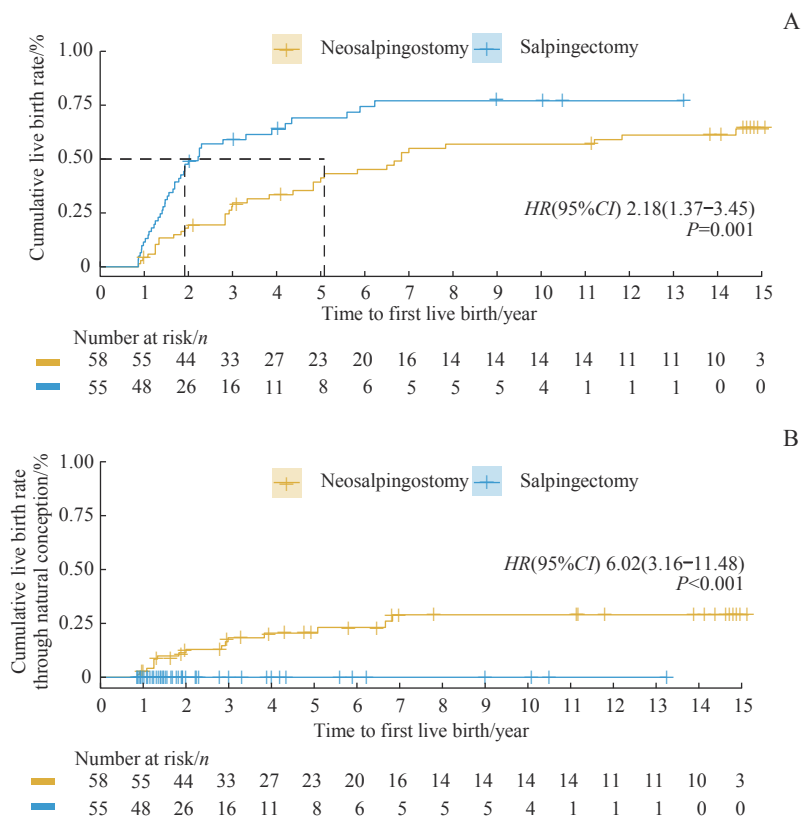 A
Neosalpingostomy Salpingectomy
Cumulative live birth rate/%
1.00
0.75
0.50
0.25
0
HR(95%CI) 2.18(1.37−3.45)
P=0.001
0 1 2 3 4 5 6 7 8 9 10 11 12 13 14 15
Time to first live birth/year
Number at risk/n
58 55 44 33 27 23 20 16 14 14 14 14 11 11 10 3
55 48 26 16 11 8 6 5 5 5 4 1 1 1 0 0
B
Neosalpingostomy Salpingectomy
Cumulative live birth rate
through natural conception/%
1.00
0.75
0.50
0.25
0
HR(95%CI) 6.02(3.16−11.48)
P<0.001
0 1 2 3 4 5 6 7 8 9 10 11 12 13 14 15
Time to first live birth/year
Number at risk/n
58 55 44 33 27 23 20 16 14 14 14 14 11 11 10 3
55 48 26 16 11 8 6 5 5 5 4 1 1 1 0 0